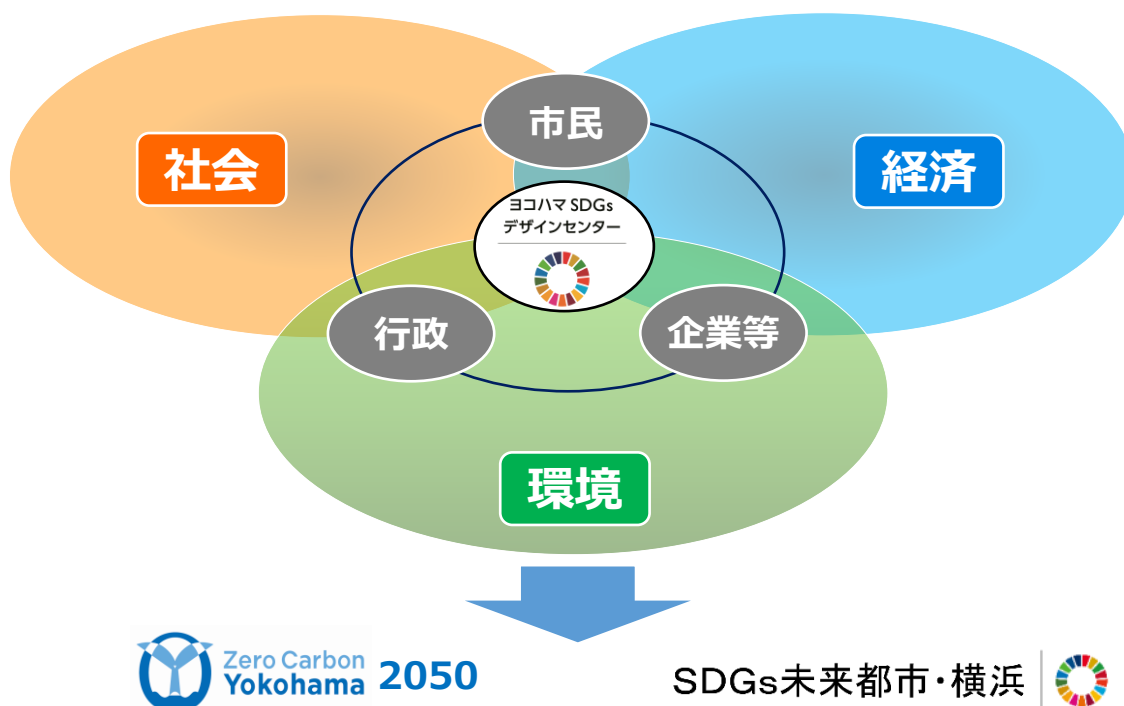 市民
社会
経済
ヨコハマ SDGs
デザインセンター
行政
企業等
環境
Zero Carbon
Yokohama 2050
SDGs未来都市・横浜